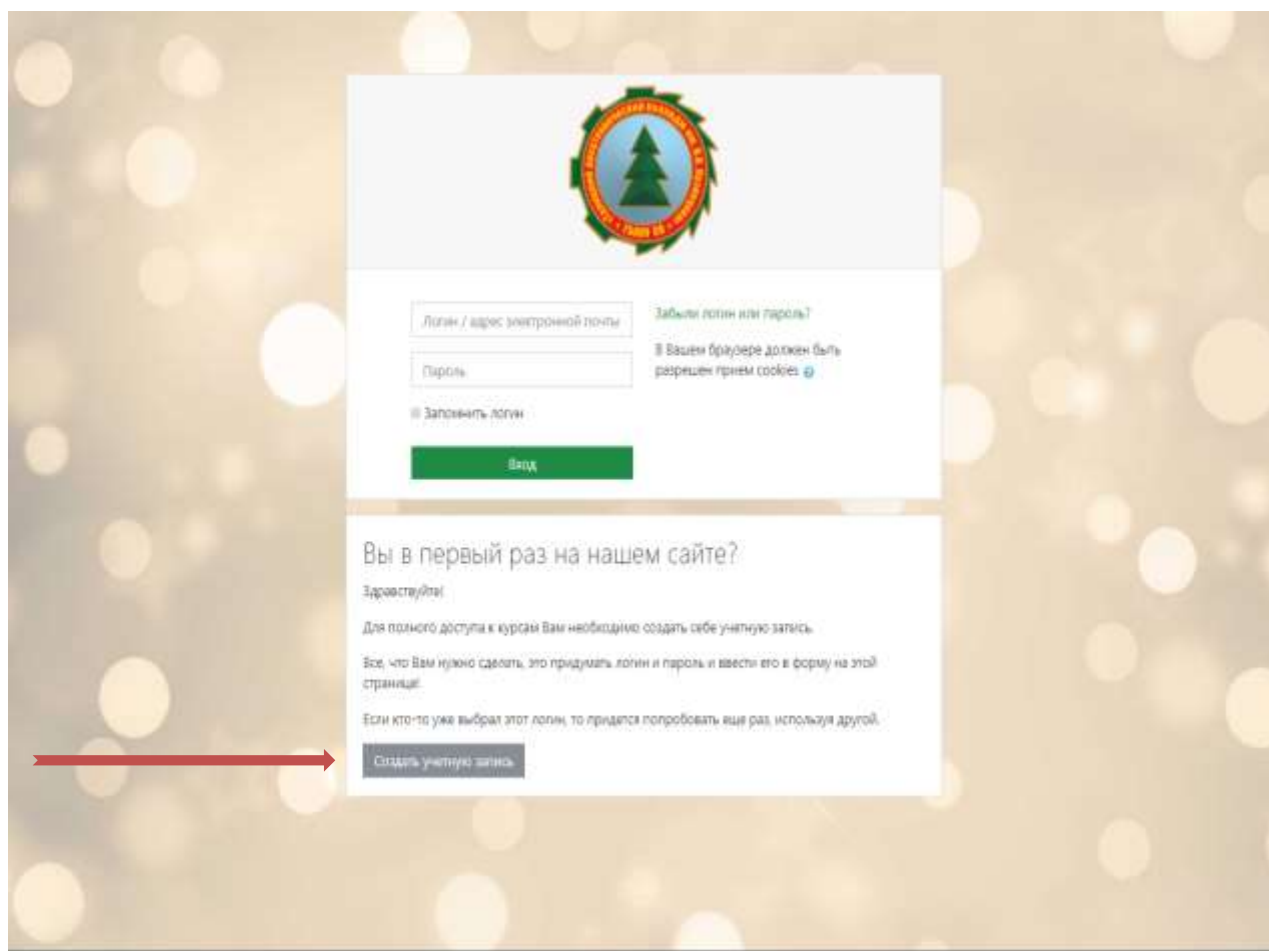 Логин / адрес электронной почты
Забыли логин или пароль?
В Вашем браузере должен быть
разрешен прием cookies
Пароль
Запомнить логин
Вход
Вы в первый раз на нашем сайте?
Здравствуйте!
Для полного доступа к курсам Вам необходимо создать себе учетную запись.
Все, что Вам нужно сделать, это придумать логин и пароль и ввести его в форму на этой
странице!
Если кто-то уже выбрал этот логин, то придется попробовать еще раз, используя другой.
Создать учетную запись